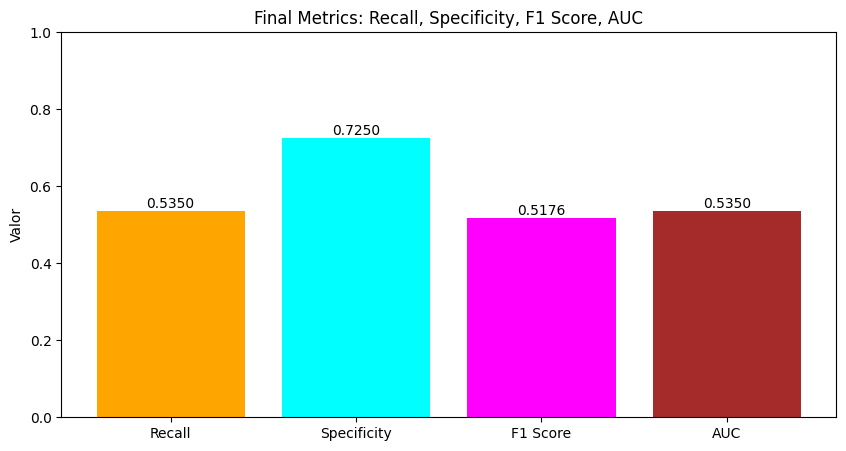 Final Metrics: Recall, Specificity, F1 Score, AUC
1.0
0.8
0.6
0.4
0.2
0.0
Valor
0.5350
0.7250
0.5176
0.5350
Recall
Specificity
F1 Score
AUC